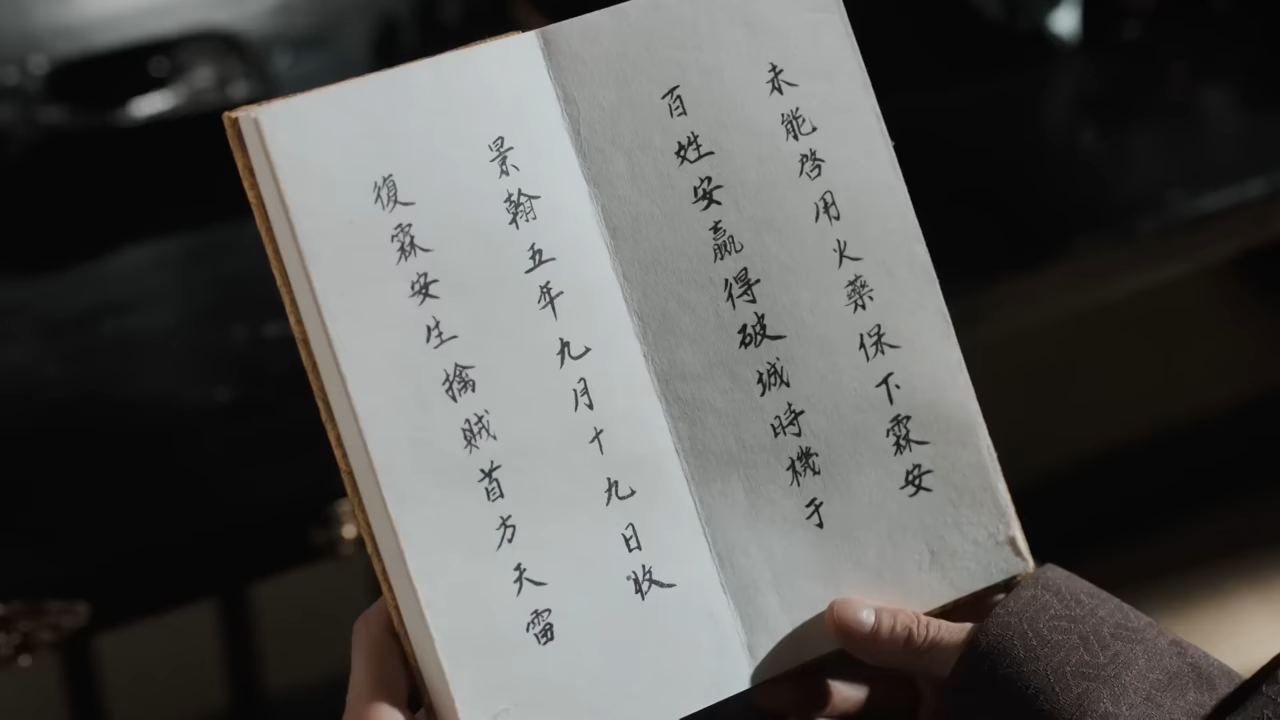 未能啓用火藥保下霖安
百姓安贏得破城時機于
景翰五年九月十九日收
復霖安生擒賊首方天雷